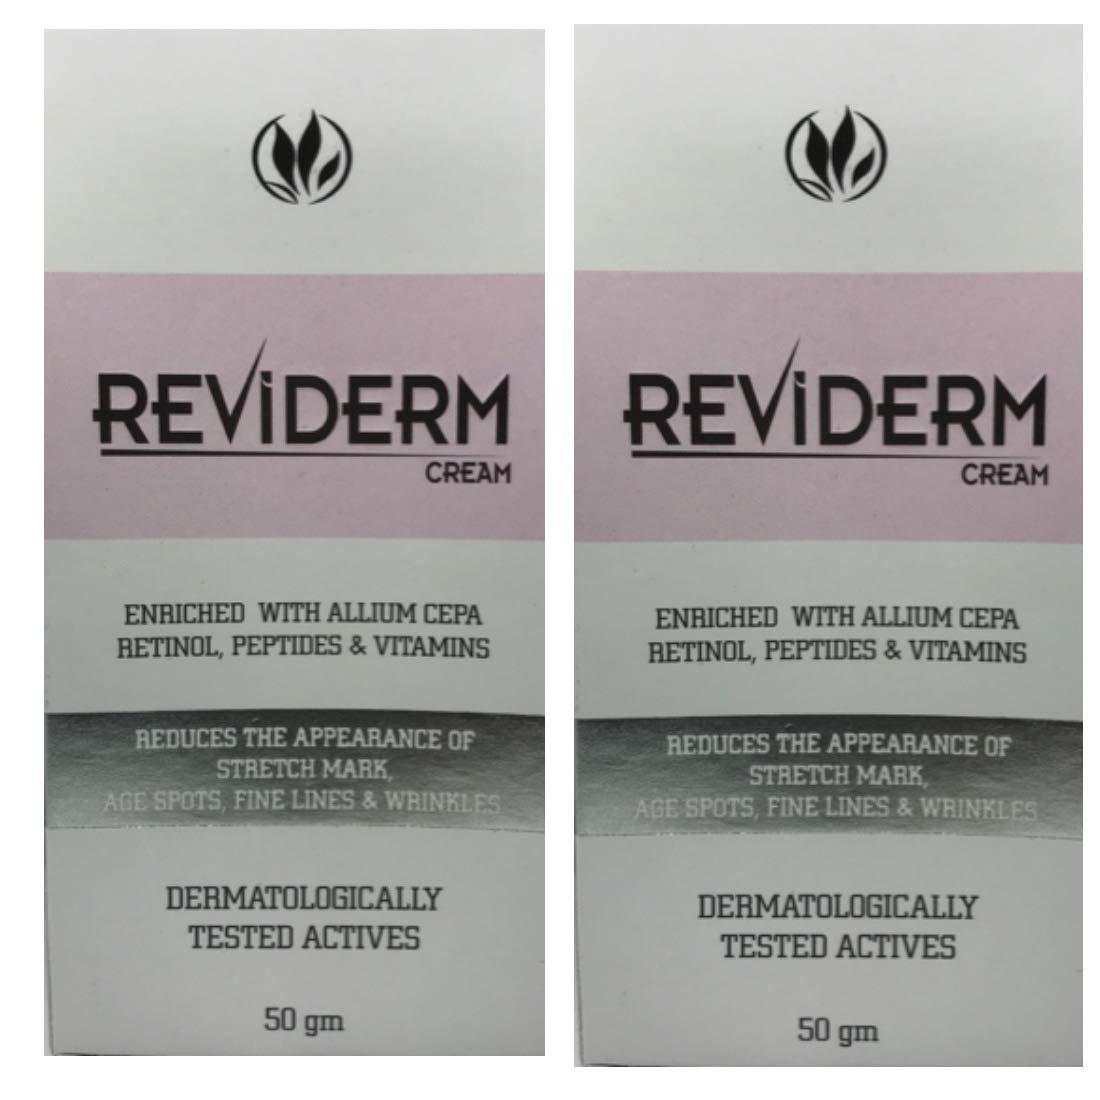 REViDERM
CREAM
ENRICHED WITH ALLIUM CEPA
RETINOL, PEPTIDES & VITAMINS
REDUCES THE APPEARANCE OF
STRETCH MARK,
AGE SPOTS, FINE LINES & WRINKLES
DERMATOLOGICALLY
TESTED ACTIVES
50 gm
REViDERM
CREAM
ENRICHED WITH ALLIUM CEPA
RETINOL, PEPTIDES & VITAMINS
REDUCES THE APPEARANCE OF
STRETCH MARK,
AGE SPOTS, FINE LINES & WRINKLES
DERMATOLOGICALLY
TESTED ACTIVES
50 gm